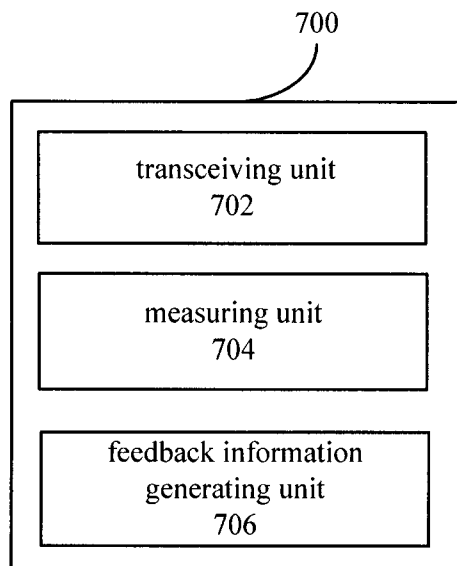 700
transceiving unit
702
measuring unit
704
feedback information
generating unit
706